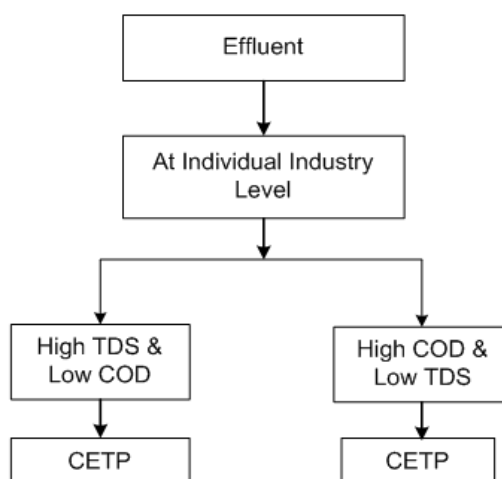 Effluent
At Individual Industry
Level
High TDS &
Low COD
High COD &
Low TDS
CETP
CETP